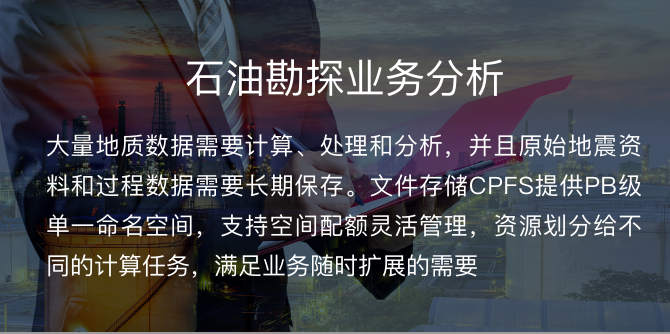 石油勘探业务分析
大量地质数据需要计算、处理和分析，并且原始地震资
料和过程数据需要长期保存。文件存储CPFS提供PB级
单一命名空间，支持空间配额灵活管理，资源划分给不
同的计算任务，满足业务随时扩展的需要